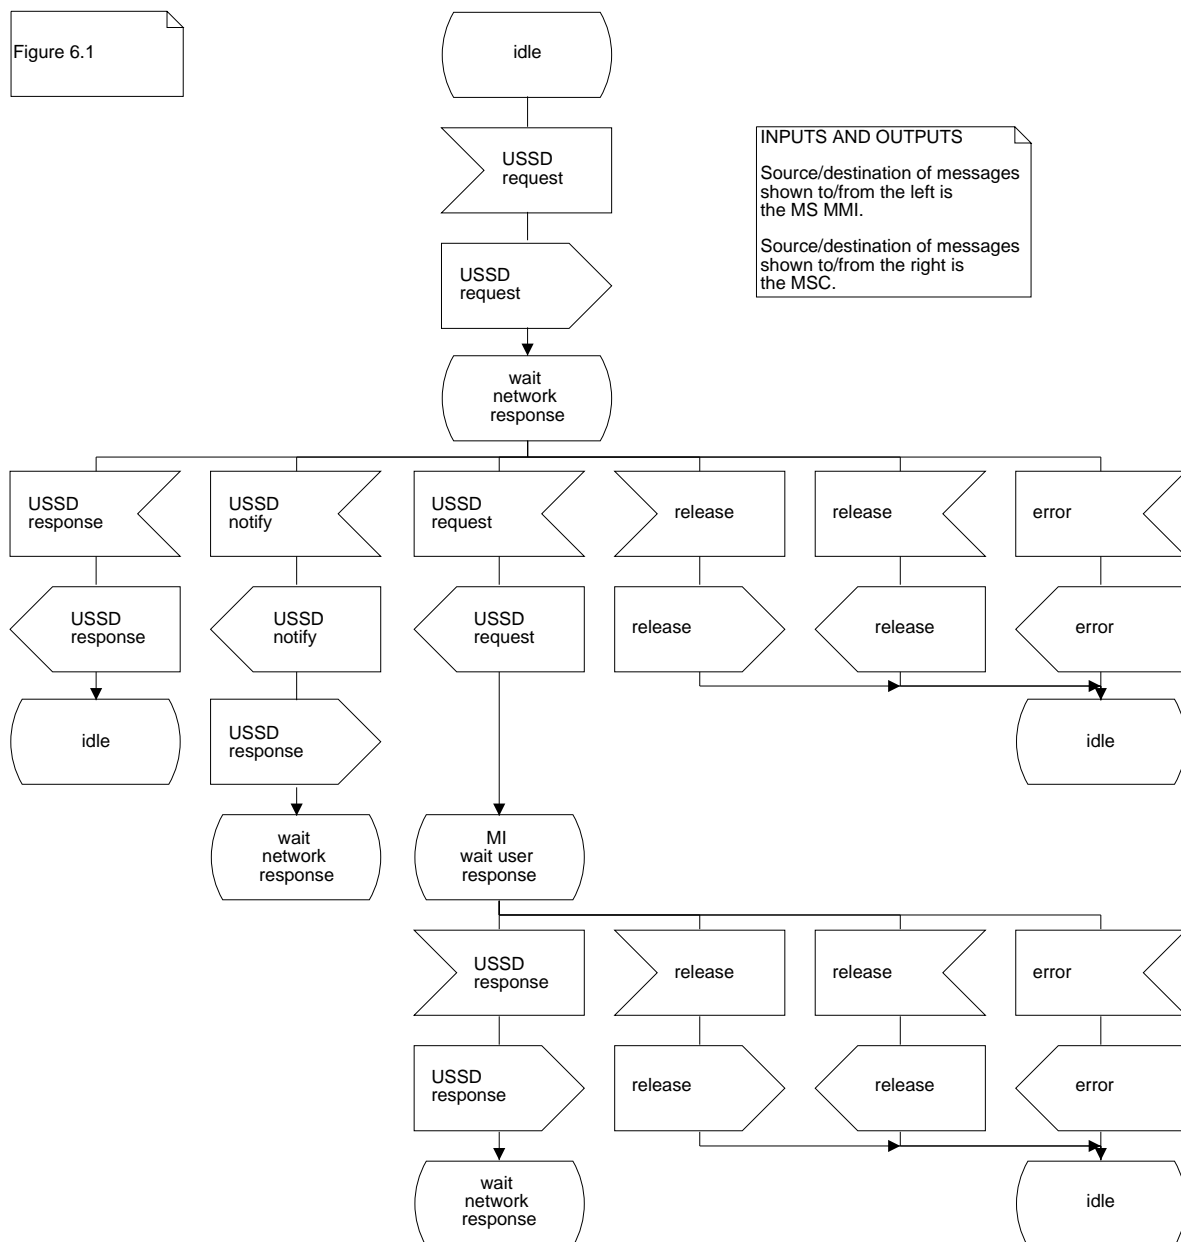 Figure 6.1
idle
USSD
request
INPUTS AND OUTPUTS
Source/destination of messages
shown to/from the left is
the MS MMI.
Source/destination of messages
shown to/from the right is
the MSC.
USSD
request
wait
network
response
USSD
response
USSD
notify
USSD
request
release
release
error
USSD
response
USSD
notify
USSD
request
release
release
error
idle
USSD
response
idle
wait
network
response
MI
wait user
response
USSD
response
release
release
error
USSD
response
release
release
error
wait
network
response
idle